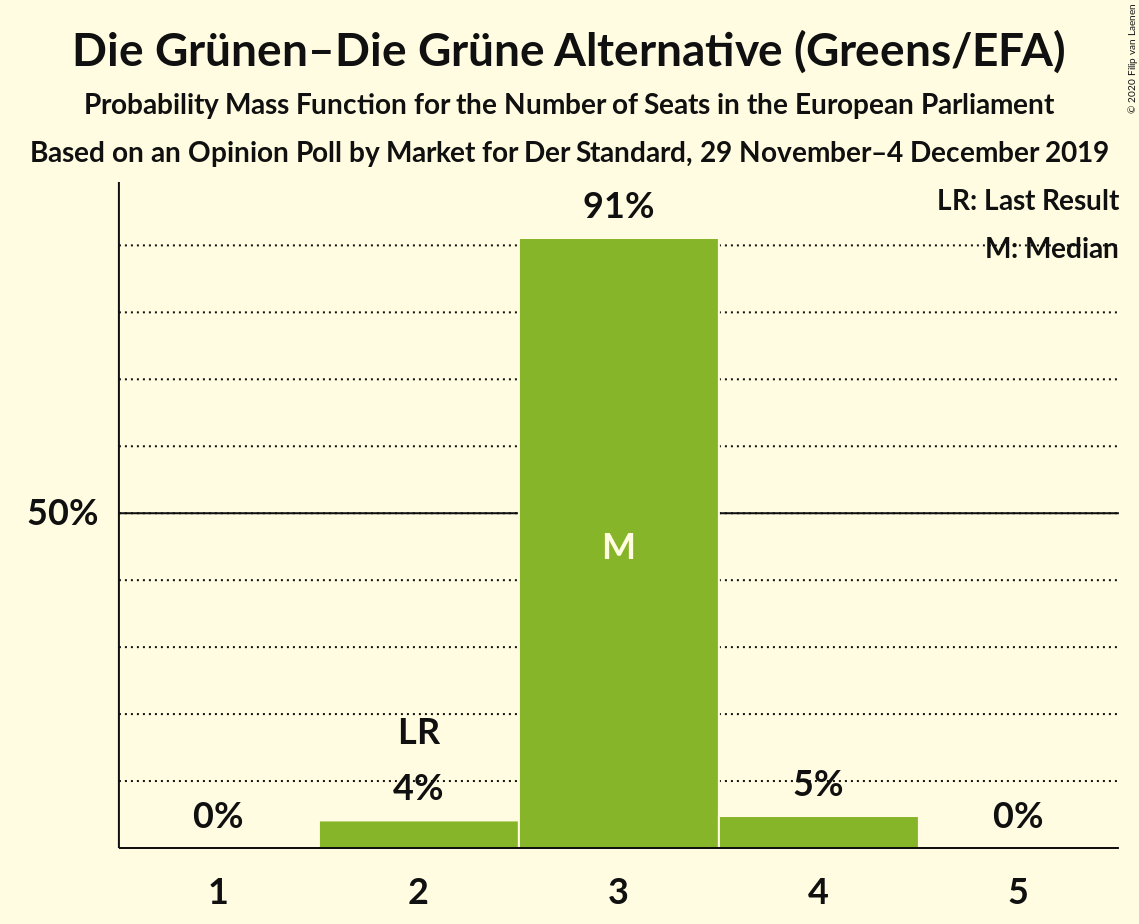 Die Grünen–Die Grüne Alternative (Greens/EFA)
Probability Mass Function for the Number of Seats in the European Parliament
Based on an Opinion Poll by Market for Der Standard, 29 November–4 December 2019
© 2020 Filip van Laenen
LR: Last Result
M: Median
91%
50%
M
LR
4%
5%
0%
0%
1 2 3 4 5